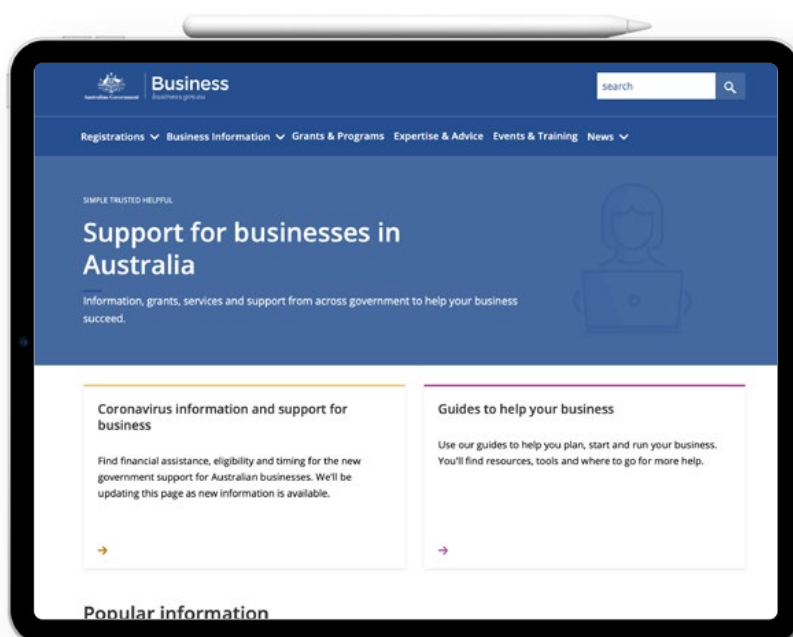 Business
Australian Government
business.gov.au
search
Registrations Business Information Grants & Programs Expertise & Advice Events & Training News
SIMPLE TRUSTED HELPFUL
Support for businesses in
Australia
Information, grants, services and support from across government to help your business
succeed.
Coronavirus information and support for
business
Find financial assistance, eligibility and timing for the new
government support for Australian businesses. We'll be
updating this page as new information is available.
Guides to help your business
Use our guides to help you plan, start and run your business.
You'll find resources, tools and where to go for more help.
Popular information